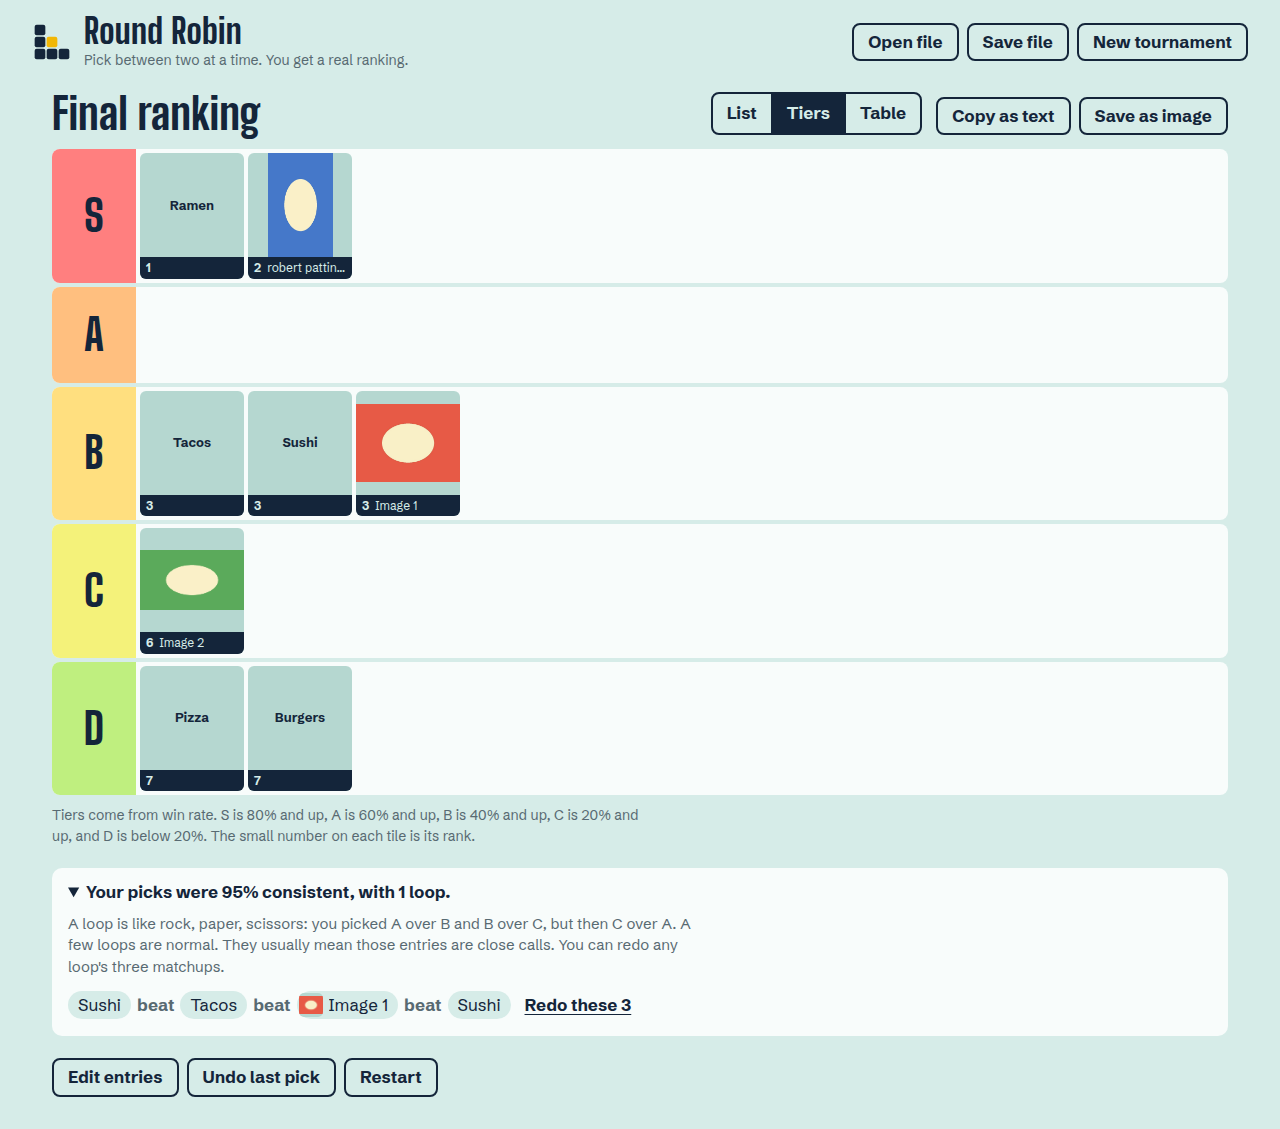 Round Robin
Pick between two at a time. You get a real ranking.
Open file
Save file
New tournament
Final ranking
List
Tiers
Table
Copy as text
Save as image
S
Ramen
1
2 robert pattin...
A
B
Tacos
3
Sushi
3
3 Image 1
C
6 Image 2
D
Pizza
7
Burgers
7
Tiers come from win rate. S is 80% and up, A is 60% and up, B is 40% and up, C is 20% and
up, and D is below 20%. The small number on each tile is its rank.
▼ Your picks were 95% consistent, with 1 loop.
A loop is like rock, paper, scissors: you picked A over B and B over C, but then C over A. A
few loops are normal. They usually mean those entries are close calls. You can redo any
loop's three matchups.
Sushi beat Tacos beat Image 1 beat Sushi Redo these 3
Edit entries
Undo last pick
Restart